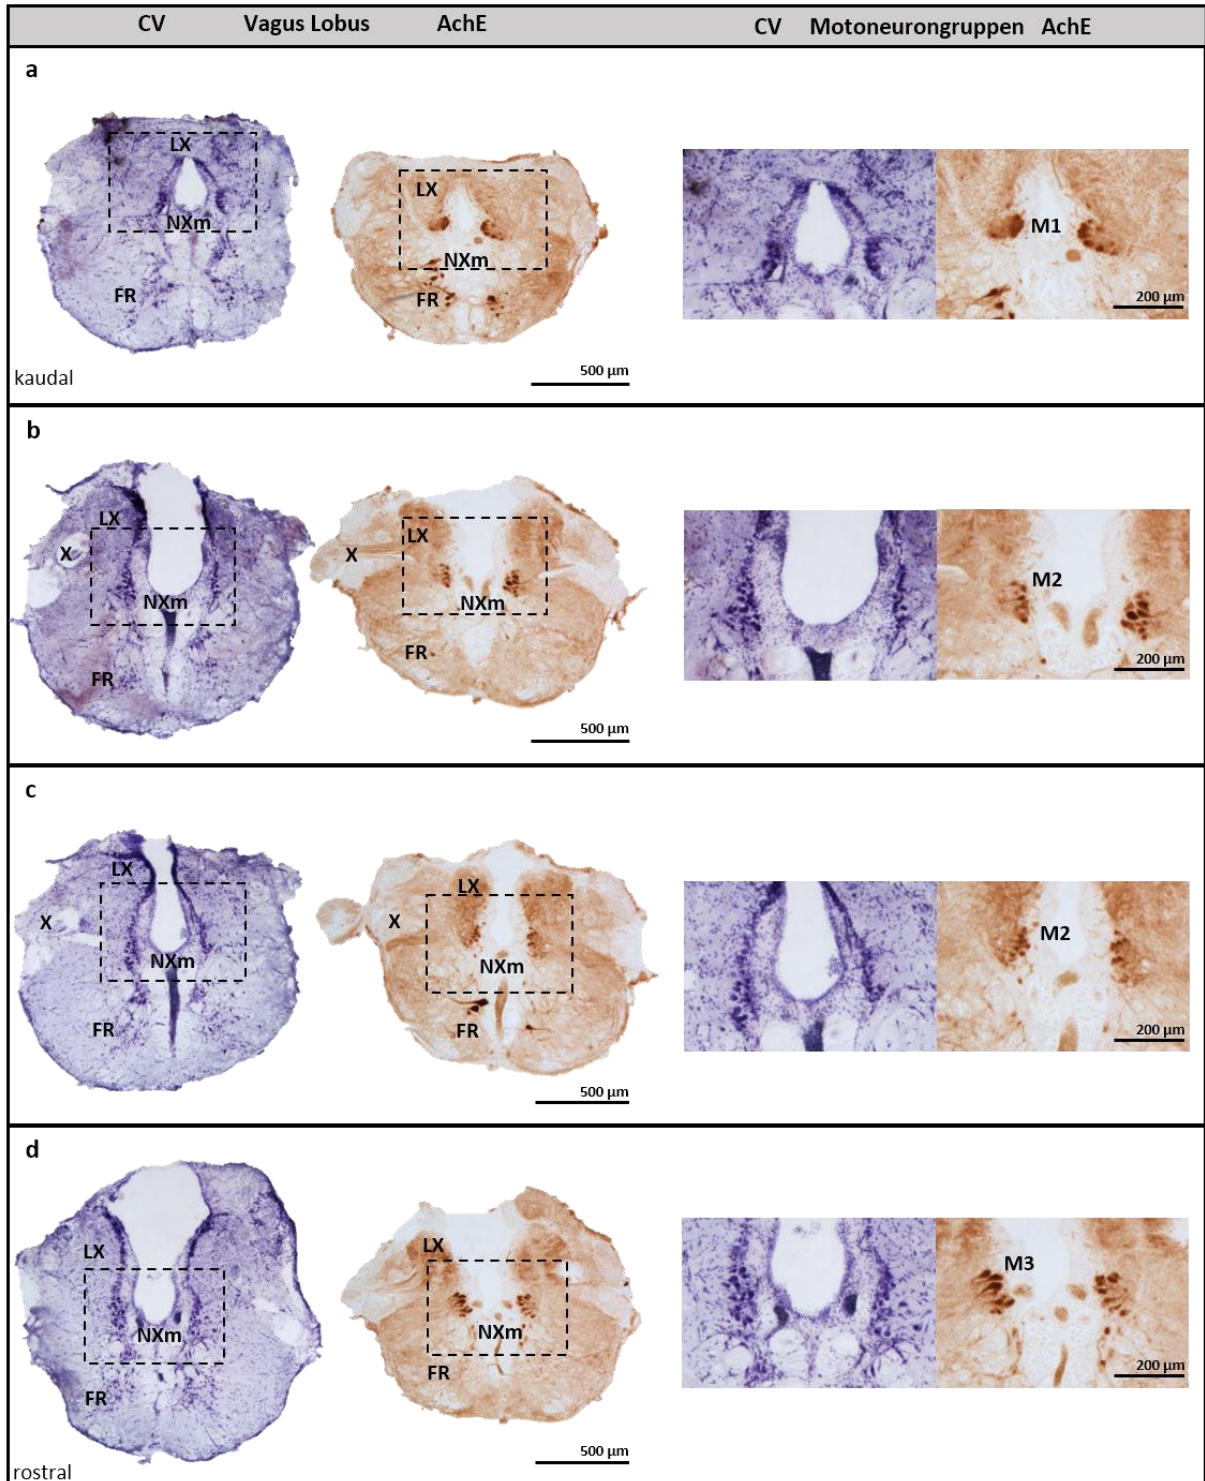 CV Vagus Lobus AchE CV Motoneurongruppen AchE
a
LX
NXm
FR
LX
NXm
FR
M1
200 µm
500 µm
kaudal
b
LX
X
NXm
FR
LX
X
NXm
FR
M2
200 µm
500 µm
c
LX
X
NXm
FR
LX
X
NXm
FR
M2
200 µm
500 µm
d
LX
NXm
FR
LX
NXm
FR
M3
200 µm
500 µm
rostral